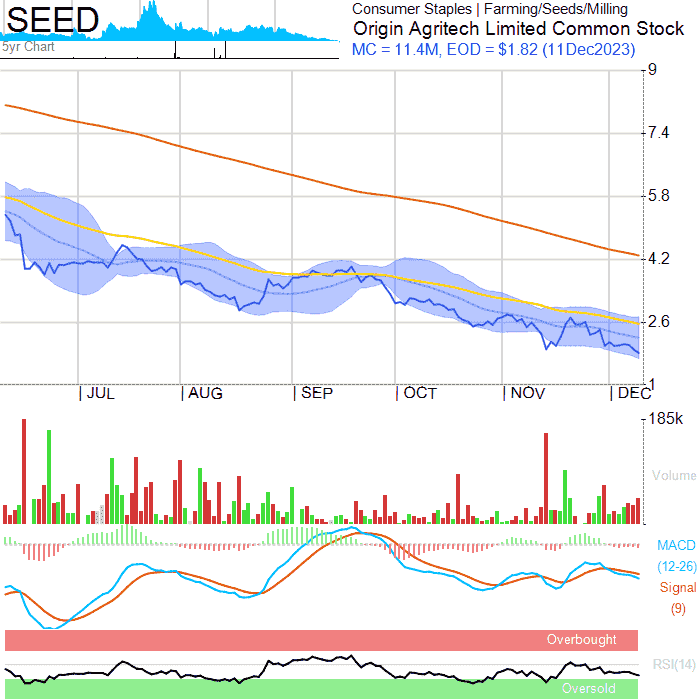 SEED
5yr Chart
Consumer Staples | Farming/Seeds/Milling
Origin Agritech Limited Common Stock
MC = 11.4M, EOD = $1.82 (11Dec2023)
9
7.4
5.8
4.2
2.6
1
JUL
AUG
SEP
OCT
NOV
DEC
185k
Volume
MACD
(12-26)
Signal
(9)
Overbought
RSI(14)
Oversold